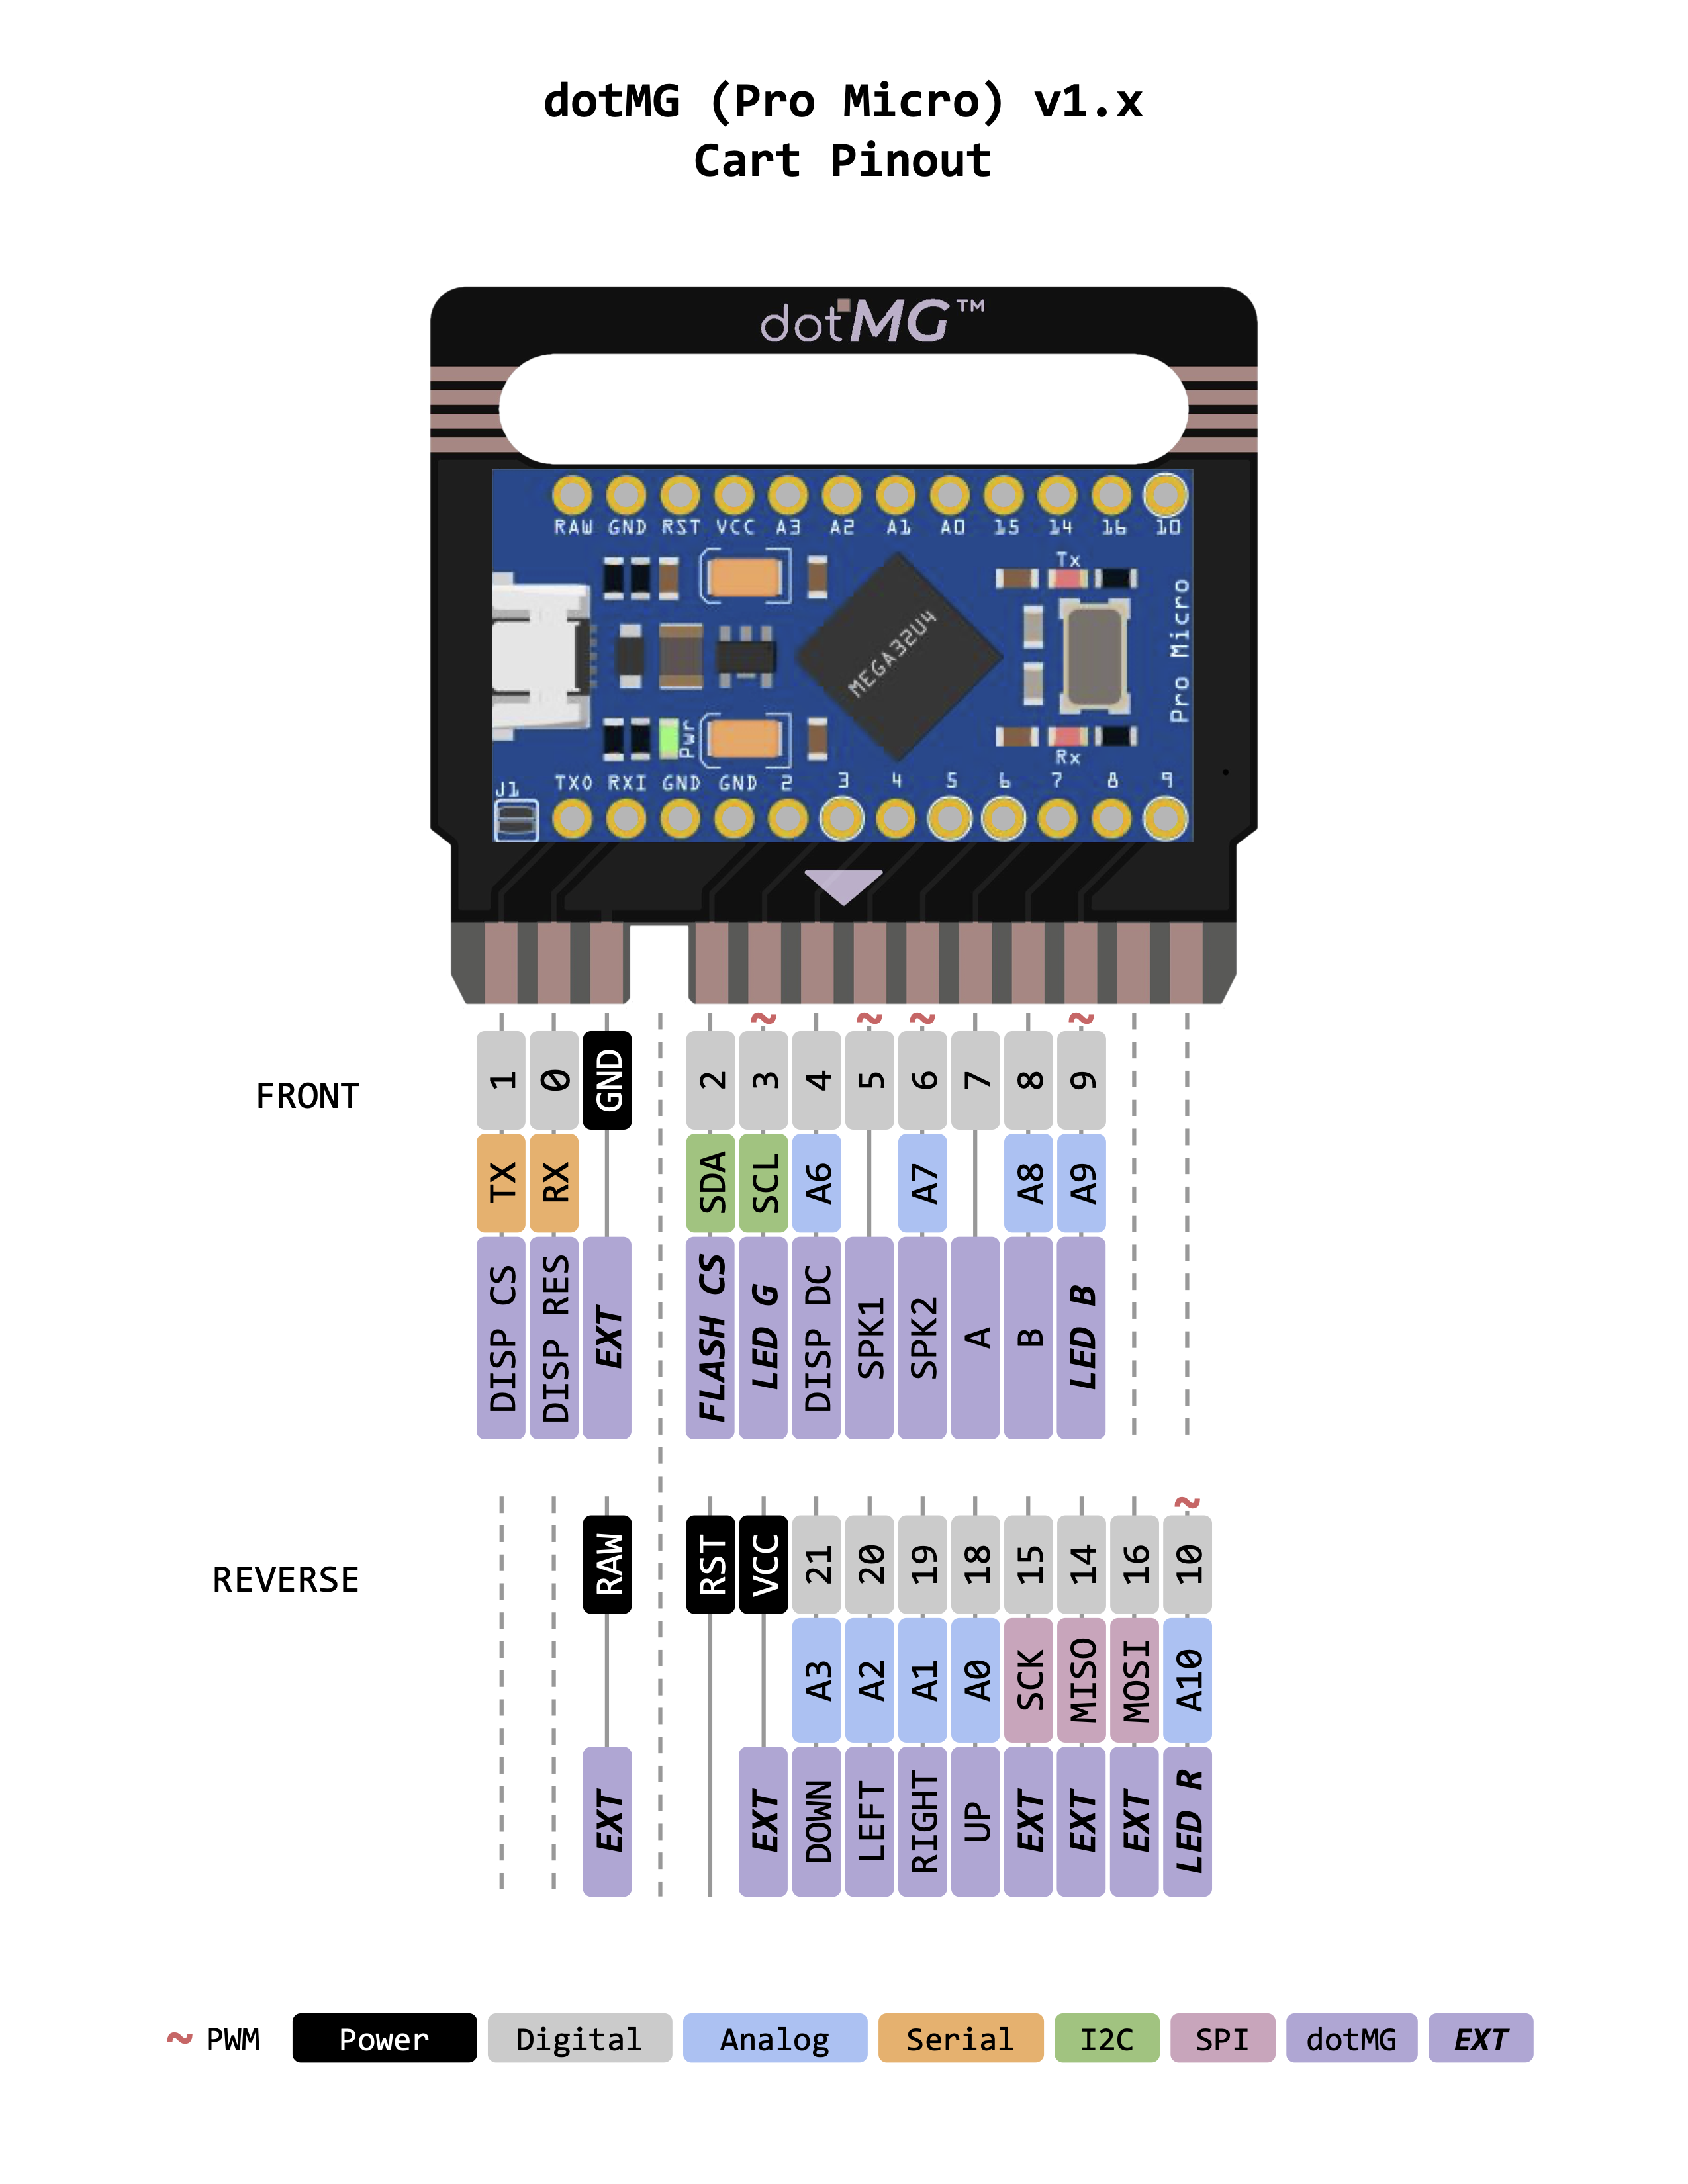 dotMG (Pro Micro) v1.x
Cart Pinout
dotMG™
RAW GND RST VCC A3 A2 A1 A0 15 14 16 10
Tx
MEGA32U4
Pro Micro
Pwr
Rx
J1
TXO RXI GND GND 2 3 4 5 6 7 8 9
~ ~ ~ ~
FRONT
1 0 GND 2 3 4 5 6 7 8 9
TX RX SDA SCL A6 A7 A8 A9
DISP CS DISP RES EXT FLASH CS LED G DISP DC SPK1 SPK2 A B LED B
~
REVERSE
RAW RST VCC 21 20 19 18 15 14 16 10
A3 A2 A1 A0 SCK MISO MOSI A10
EXT EXT DOWN LEFT RIGHT UP EXT EXT EXT LED R
~ PWM Power Digital Analog Serial I2C SPI dotMG EXT